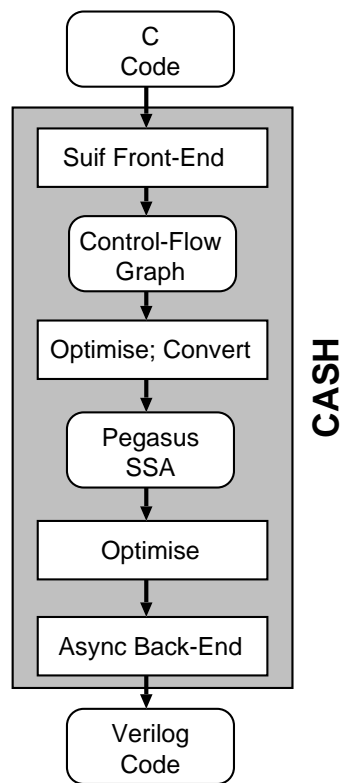 C
Code
Suif Front-End
Control-Flow
Graph
Optimise; Convert
Pegasus
SSA
Optimise
Async Back-End
Verilog
Code
CASH